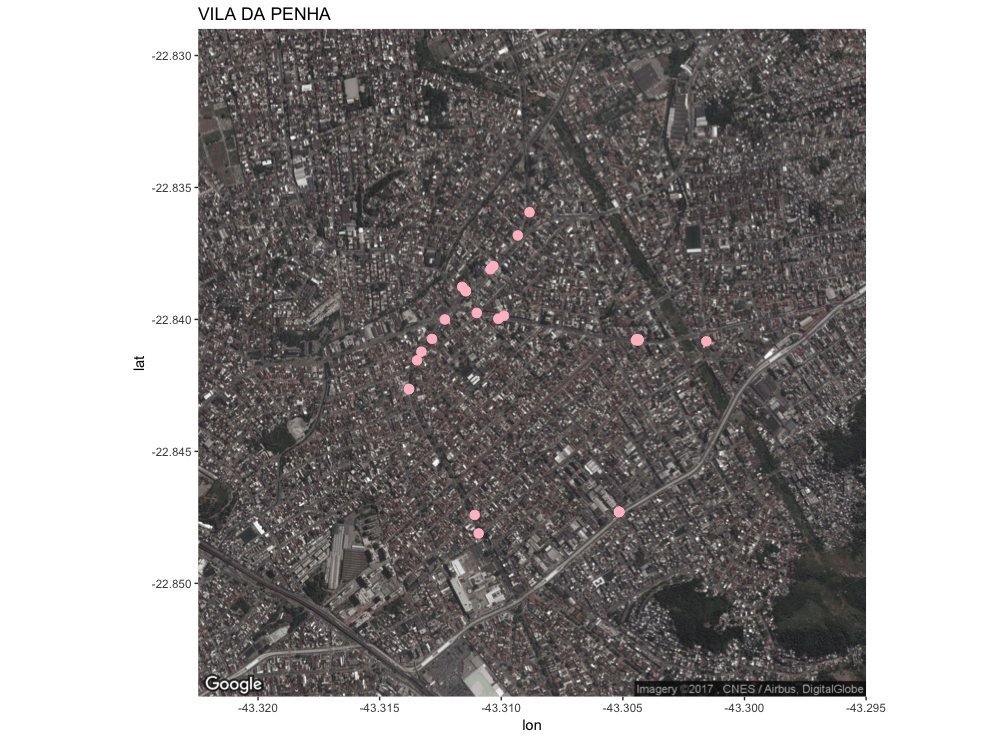 VILA DA PENHA
-22.830
-22.835
-22.840
-22.845
-22.850
lat
Google
Imagery ©2017 , CNES / Airbus, DigitalGlobe
-43.320
-43.315
-43.310
-43.305
-43.300
-43.295
lon